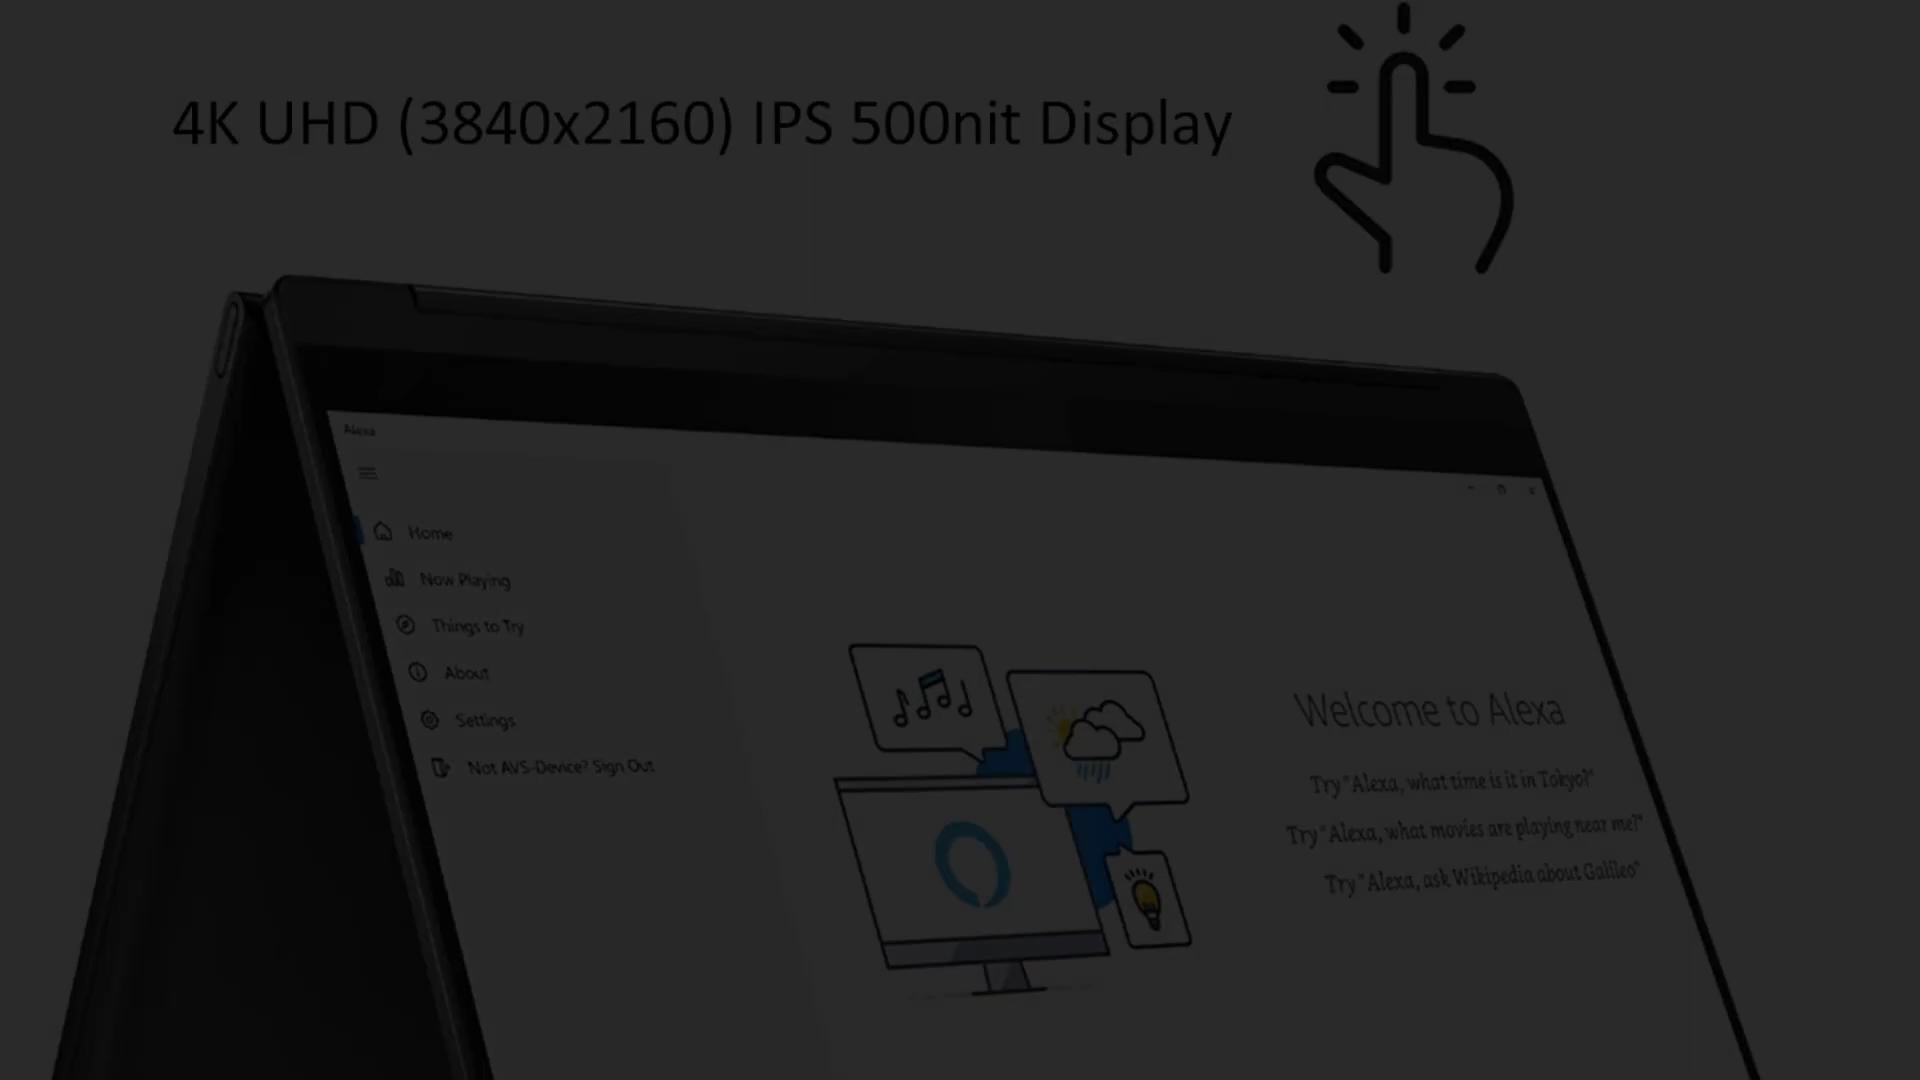 4K UHD (3840x2160) IPS 500nit Display
Alexa
Home
Now Playing
Things to Try
About
Settings
Not AVS-Device? Sign Out
Welcome to Alexa
Try "Alexa, what time is it in Tokyo?"
Try "Alexa, what movies are playing near me?"
Try "Alexa, ask Wikipedia about Galileo"